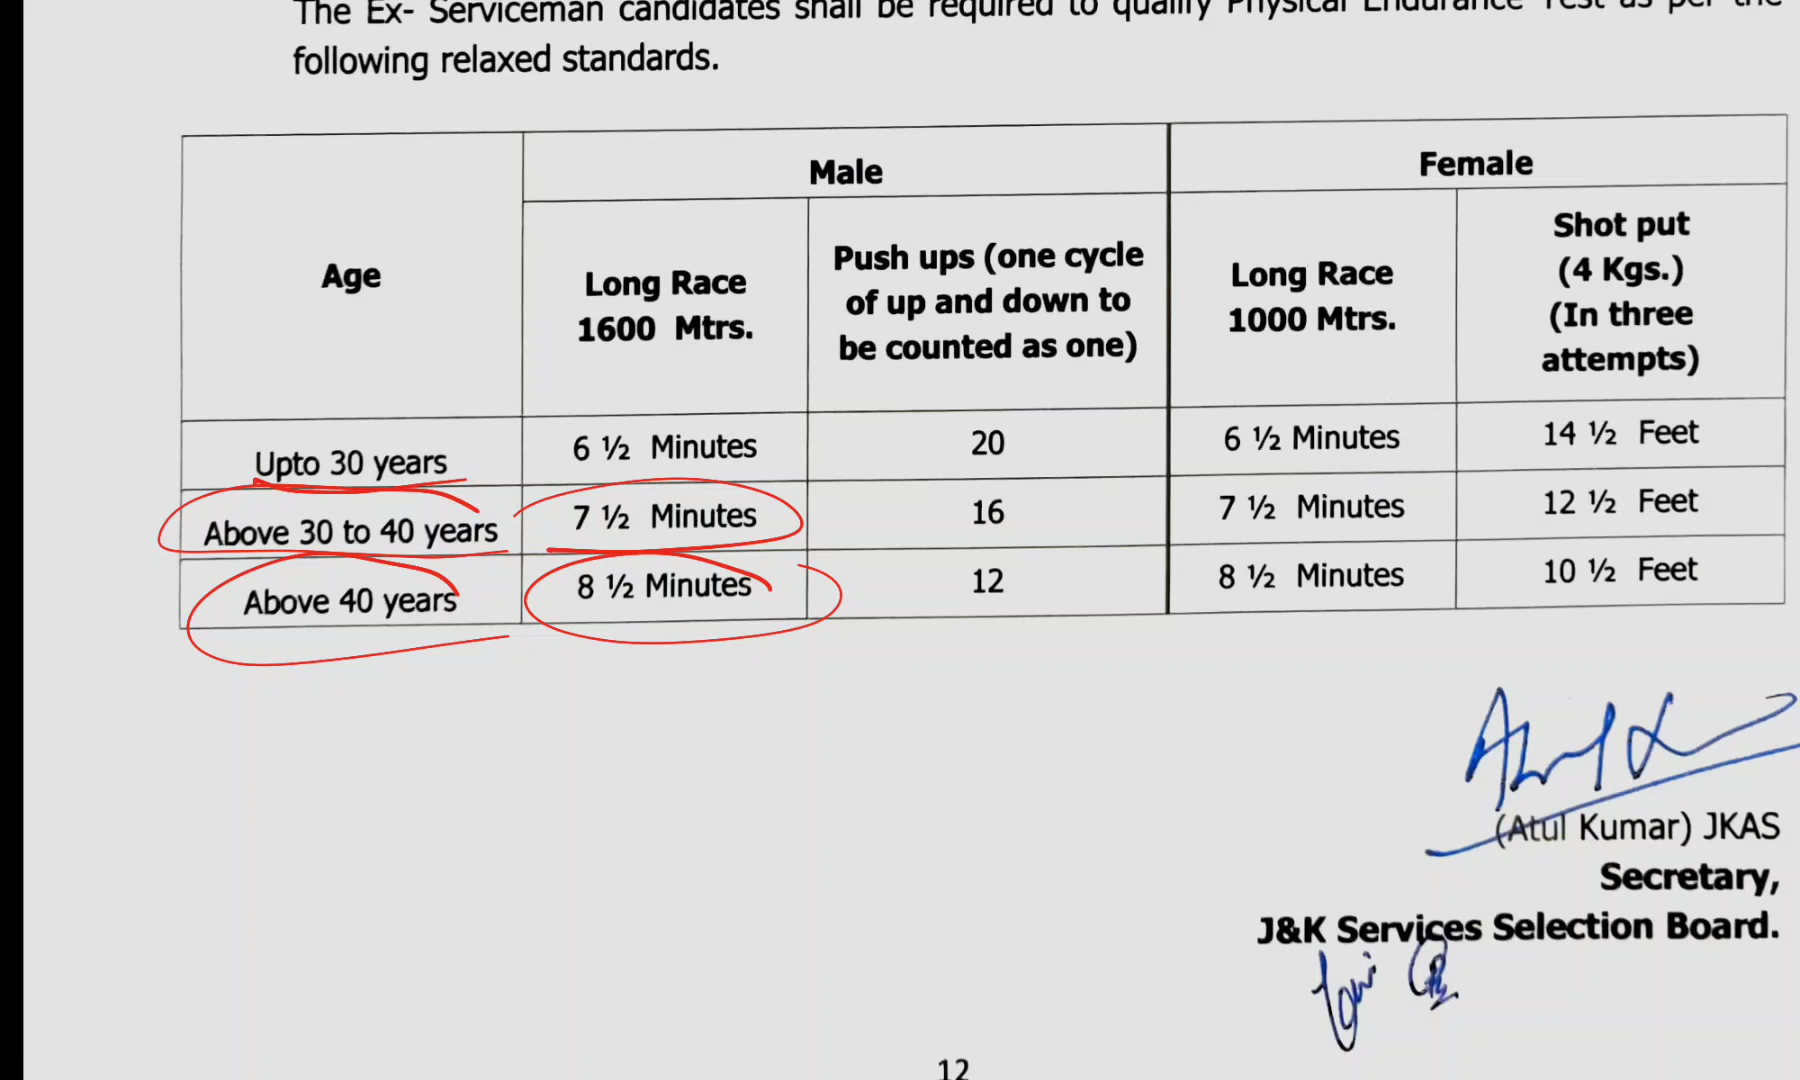 The Ex- Serviceman candidates shall be required to qualify Physical Endurance Test as per the
following relaxed standards.
Age
Male
Female
Long Race
1600 Mtrs.
Push ups (one cycle
of up and down to
be counted as one)
Long Race
1000 Mtrs.
Shot put
(4 Kgs.)
(In three
attempts)
Upto 30 years 6 ½ Minutes 20 6 ½ Minutes 14 ½ Feet
Above 30 to 40 years 7 ½ Minutes 16 7 ½ Minutes 12 ½ Feet
Above 40 years 8 ½ Minutes 12 8 ½ Minutes 10 ½ Feet
(Atul Kumar) JKAS
Secretary,
J&K Services Selection Board.
12